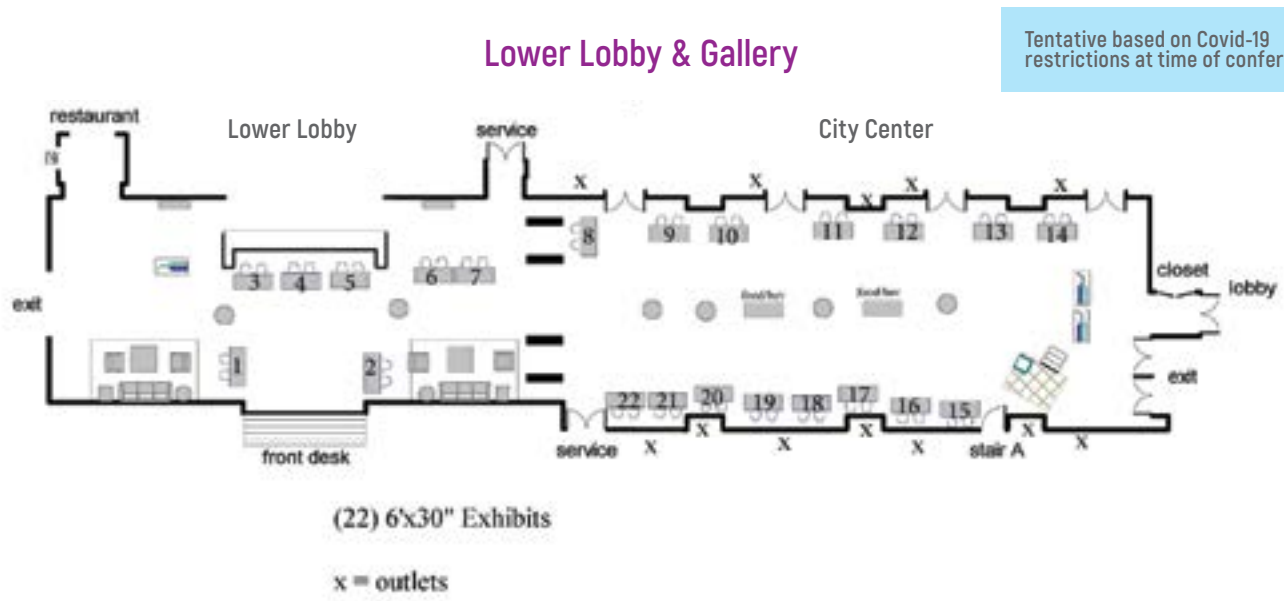 Lower Lobby & Gallery
Tentative based on Covid-19
restrictions at time of confer
restaurant
Lower Lobby
service
City Center
x
x
x
x
x
8
9
10
11
12
13
14
3
4
5
6
7
closet
lobby
exit
1
2
exit
22
21
20
19
18
17
16
15
front desk
service
x
x
x
x
x
stair A
x
x
(22) 6'x30" Exhibits
x = outlets